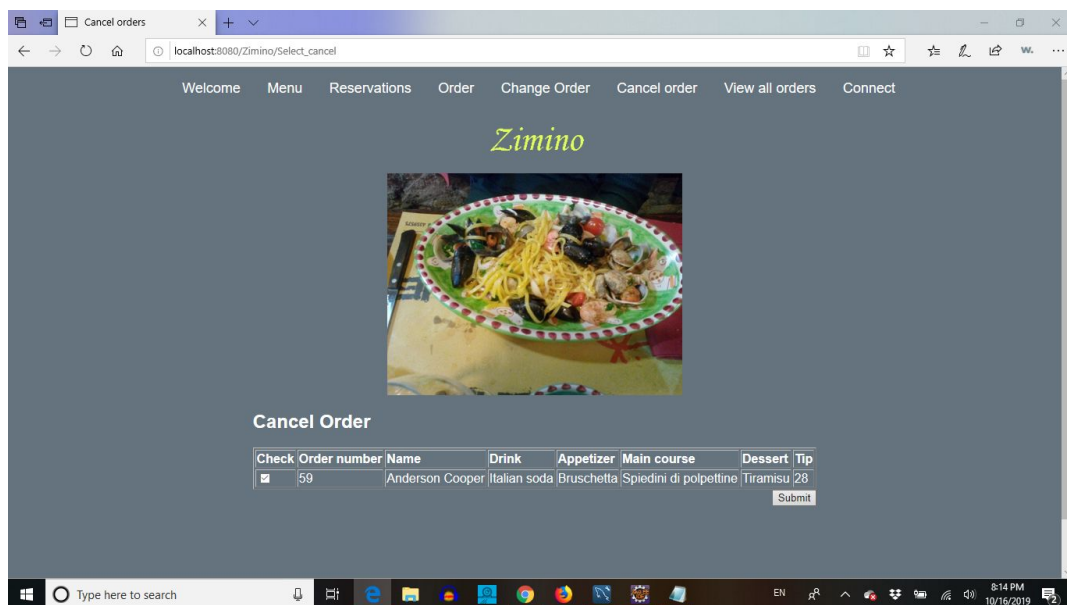 Cancel orders
localhost:8080/Zimino/Select_cancel
W.
Welcome Menu Reservations Order Change Order Cancel order View all orders Connect
Zimino
Cancel Order
Check Order number Name Drink Appetizer Main course Dessert Tip
59 Anderson Cooper Italian soda Bruschetta Spiedini di polpettine Tiramisu 28
Submit
Type here to search
EN
8:14 PM
10/16/2019
2